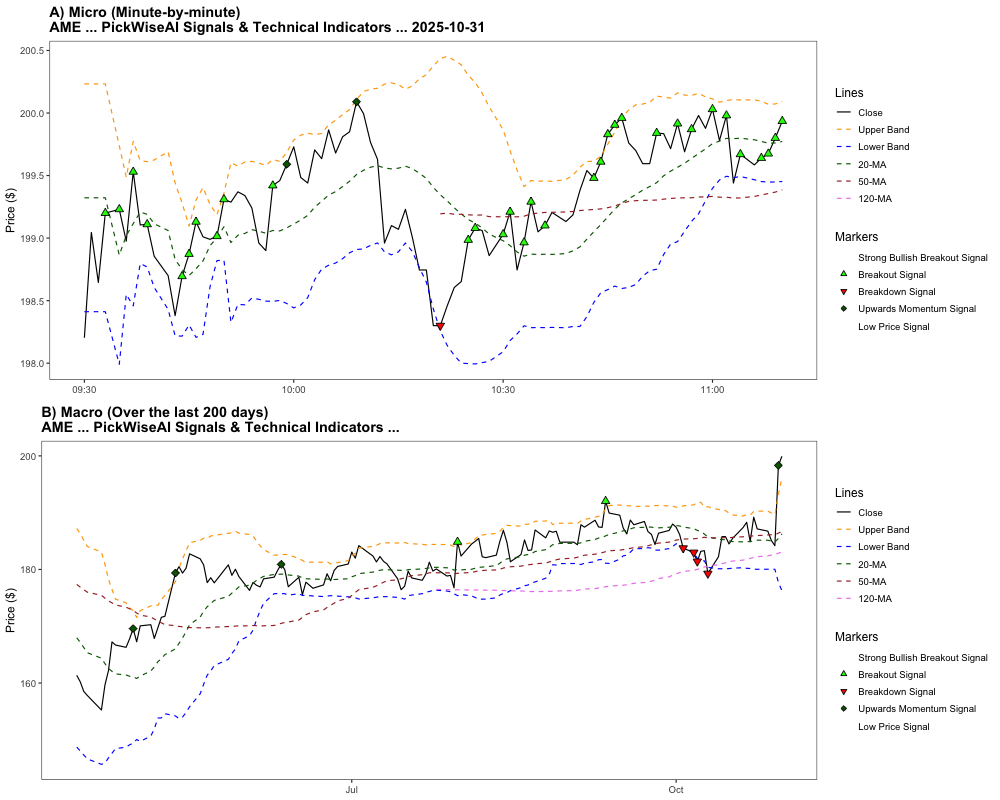 A) Micro (Minute-by-minute)
AME ... PickWiseAI Signals & Technical Indicators ... 2025-10-31
Price ($)
200.5
200.0
199.5
199.0
198.5
198.0
09:30
10:00
10:30
11:00
Lines
Close
Upper Band
Lower Band
20-MA
50-MA
120-MA
Markers
Strong Bullish Breakout Signal
Breakout Signal
Breakdown Signal
Upwards Momentum Signal
Low Price Signal
B) Macro (Over the last 200 days)
AME ... PickWiseAI Signals & Technical Indicators ...
Price ($)
200
180
160
Jul
Oct
Lines
Close
Upper Band
Lower Band
20-MA
50-MA
120-MA
Markers
Strong Bullish Breakout Signal
Breakout Signal
Breakdown Signal
Upwards Momentum Signal
Low Price Signal